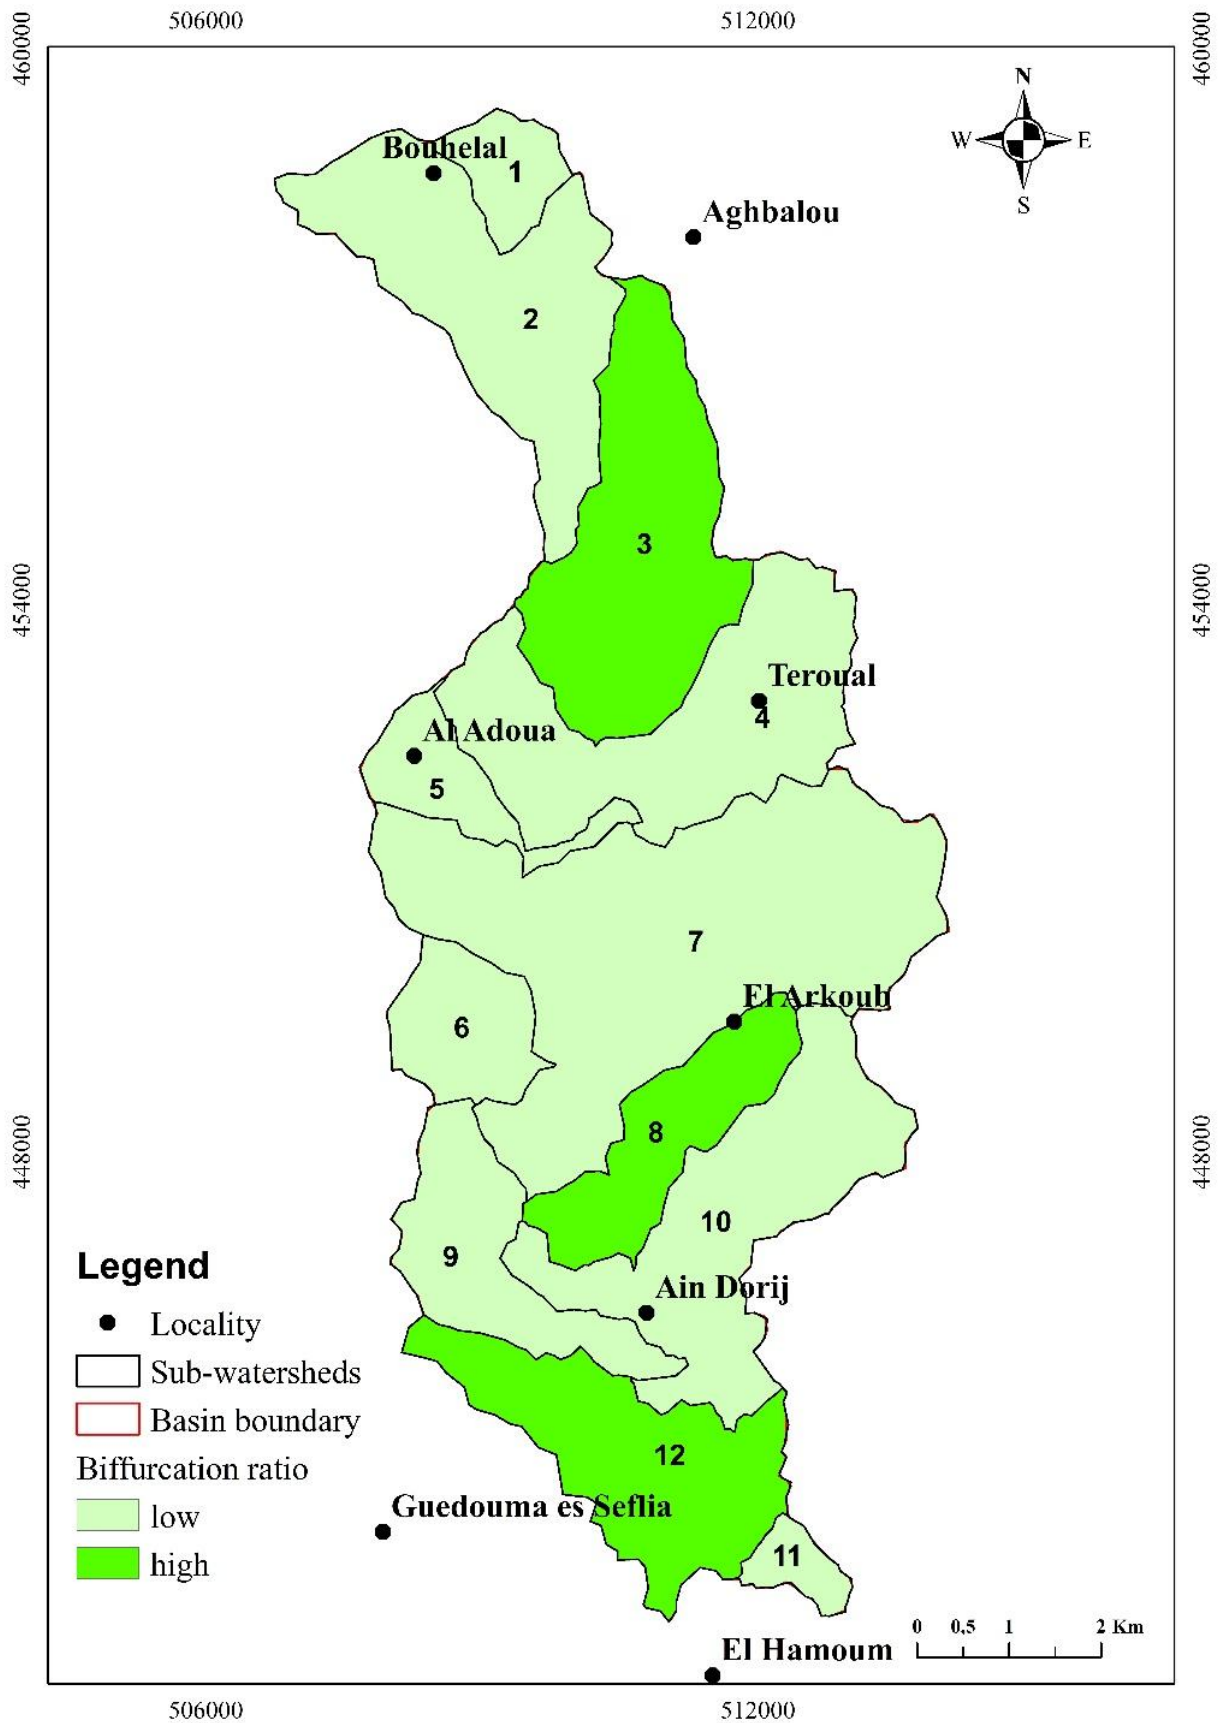 506000
512000
460000
460000
N
W
E
S
Bouhelal
1
Aghbalou
2
3
454000
454000
Teroual
4
Al Adoua
5
7
El Arkoub
6
8
448000
448000
10
9
Ain Dorij
Legend
Locality
Sub-watersheds
Basin boundary
Biffurcation ratio
low
high
12
Guedouma es Seflia
11
0 0,5 1 2 Km
El Hamoum
506000
512000